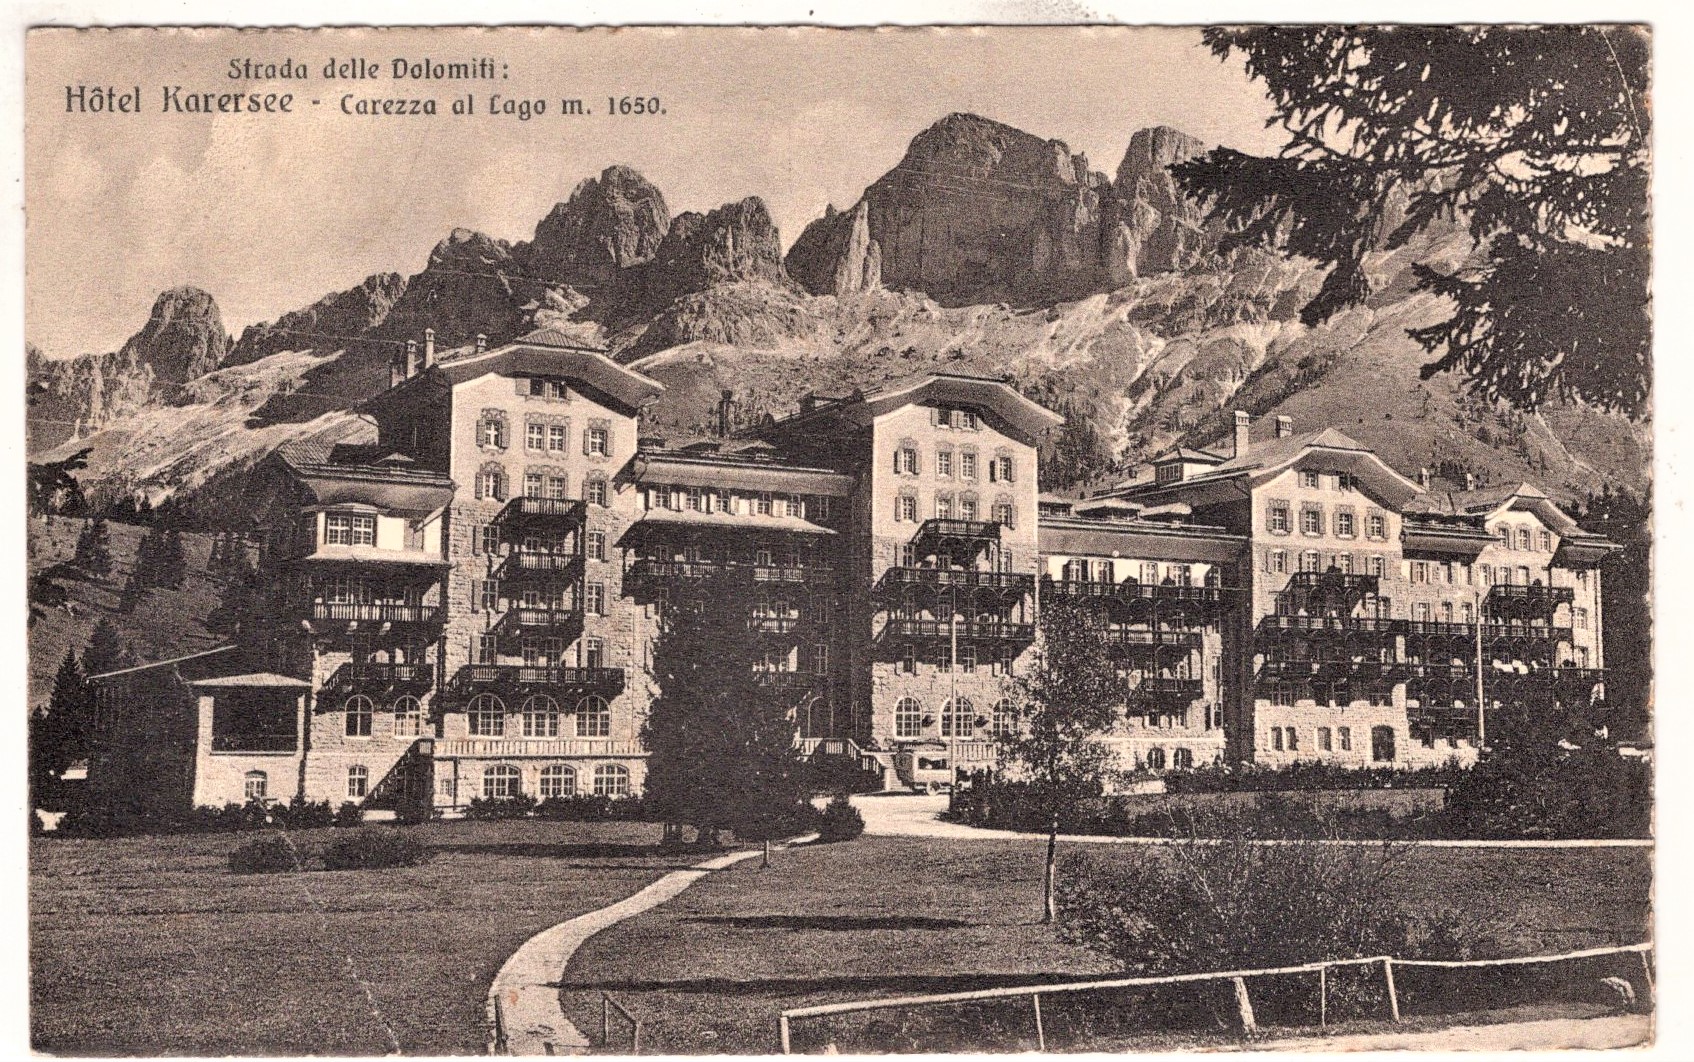 Strada delle Dolomiti:
Hôtel Karersee - Carezza al Lago m. 1650.